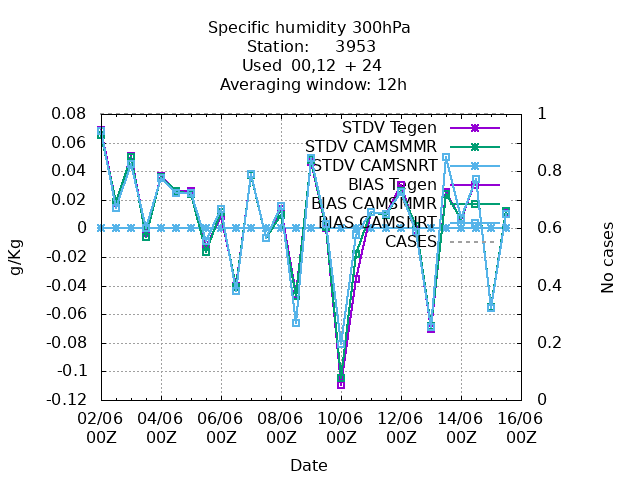 Specific humidity 300hPa
Station: 3953
Used 00,12 + 24
Averaging window: 12h
0.08 1
STDV Tegen
0.06
STDV CAMSMMR
STDV CAMSNRT
0.04 0.8
BIAS Tegen
0.02
BIAS CAMSMMR
BIAS CAMSNRT
0 0.6
CASES
-0.02
-0.04 0.4
-0.06
-0.08 0.2
-0.1
-0.12 0
g/Kg
No cases
02/06 04/06 06/06 08/06 10/06 12/06 14/06 16/06
00Z 00Z 00Z 00Z 00Z 00Z 00Z 00Z
Date